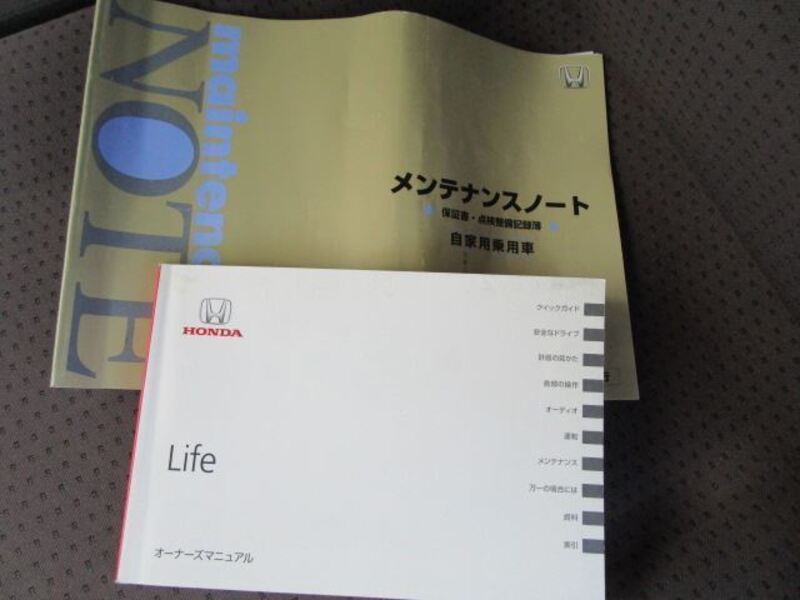 maintenan
NOTE
メンテナンスノート
保証書・点検整備記録簿
自家用乗用車
HONDA
Life
オーナーズマニュアル
クイックガイド
安全なドライブ
計器の見かた
各部の操作
オーディオ
運転
メンテナンス
万一の場合には
資料
索引